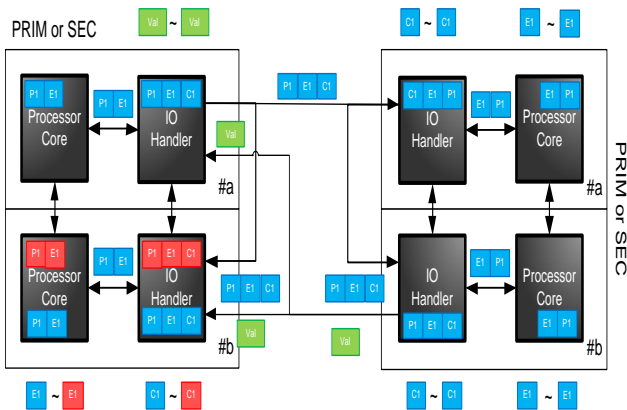 PRIM or SEC
Val ~ Val
C1 ~ C1
E1 ~ E1
P1 E1
Processor
Core
P1 E1
P1 E1 C1
IO
Handler
#a
Val
P1 E1 C1
C1 E1 P1
IO
Handler
E1 P1
E1 P1
Processor
Core
#a
PRIM or SEC
P1 E1
Processor
Core
P1 E1
P1 E1
P1 E1 C1
IO
Handler
P1 E1 C1
#b
P1 E1 C1
Val
P1 E1 C1
Val
IO
Handler
P1 E1 C1
E1 P1
Processor
Core
E1 P1
#b
E1 ~ E1
C1 ~ C1
C1 ~ C1
E1 ~ E1